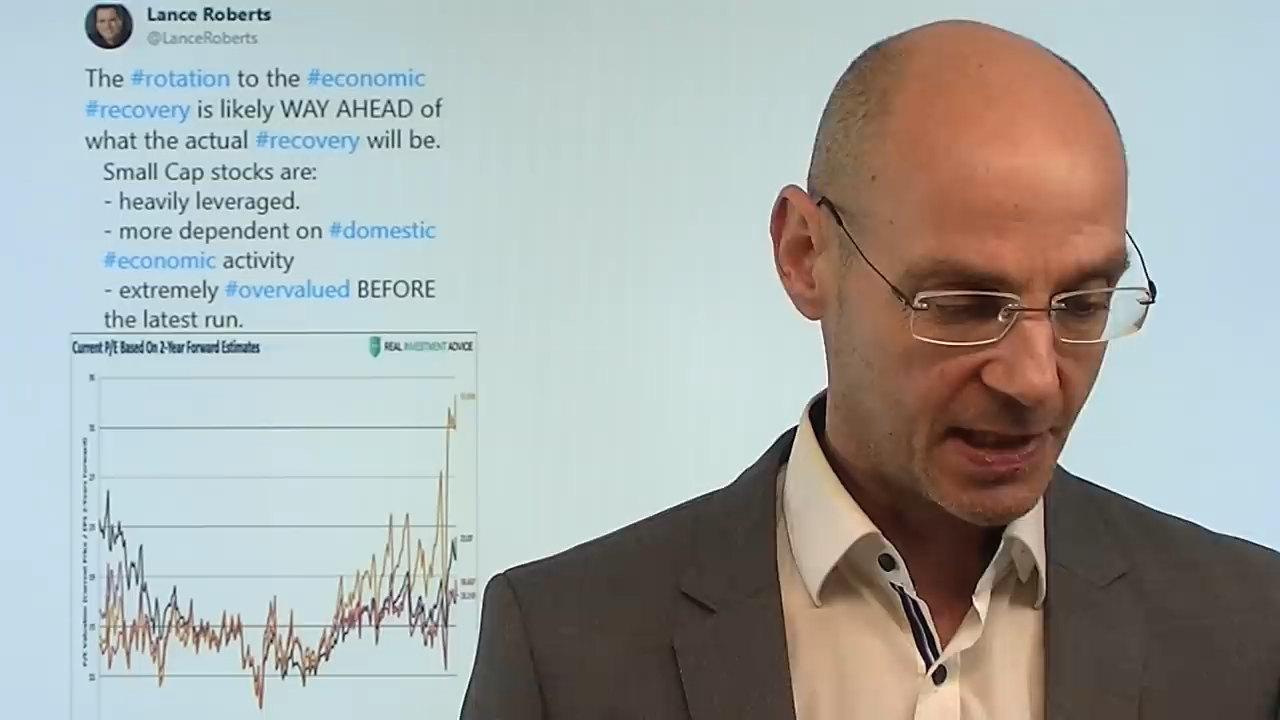 Lance Roberts
@LanceRoberts
The #rotation to the #economic
#recovery is likely WAY AHEAD of
what the actual #recovery will be.
Small Cap stocks are:
- heavily leveraged.
- more dependent on #domestic
#economic activity
- extremely #overvalued BEFORE
the latest run.
Current P/E Based On 2-Year Forward Estimates
REAL INVESTMENT ADVICE